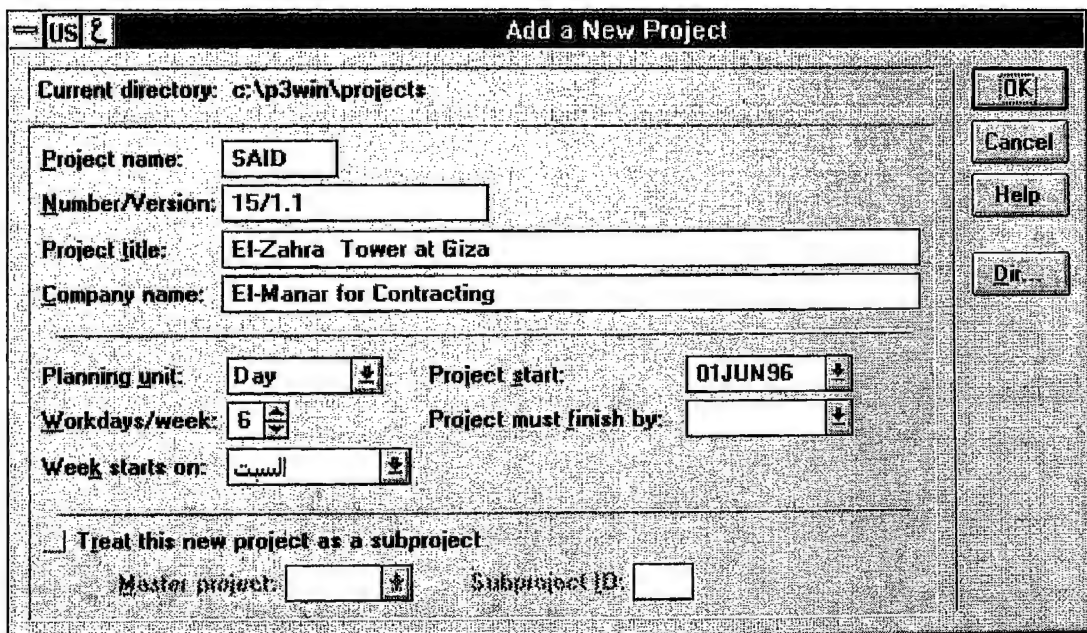 US ع Add a New Project
Current directory: c:\p3win\projects
OK
Cancel
Help
Dir...
Project name: SAID
Number/Version: 15/1.1
Project title: El-Zahra Tower at Giza
Company name: El-Manar for Contracting
Planning unit: Day
Project start: 01JUN96
Workdays/week: 6
Project must finish by:
Week starts on: السبت
Treat this new project as a subproject
Master project:
Subproject ID: